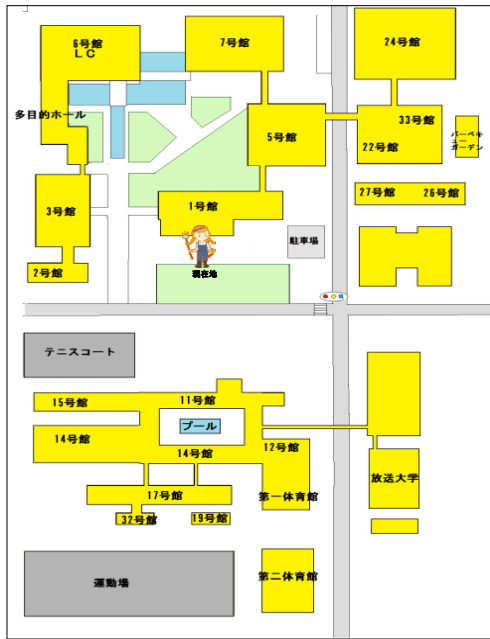 6号館
LC
7号館
24号館
多目的ホール
5号館
33号館
22号館
バーベキ
ュー
ガーデン
3号館
1号館
27号館
26号館
駐車場
2号館
現在地
テニスコート
15号館
11号館
プール
14号館
14号館
12号館
17号館
第一体育館
放送大学
32号館
19号館
運動場
第二体育館